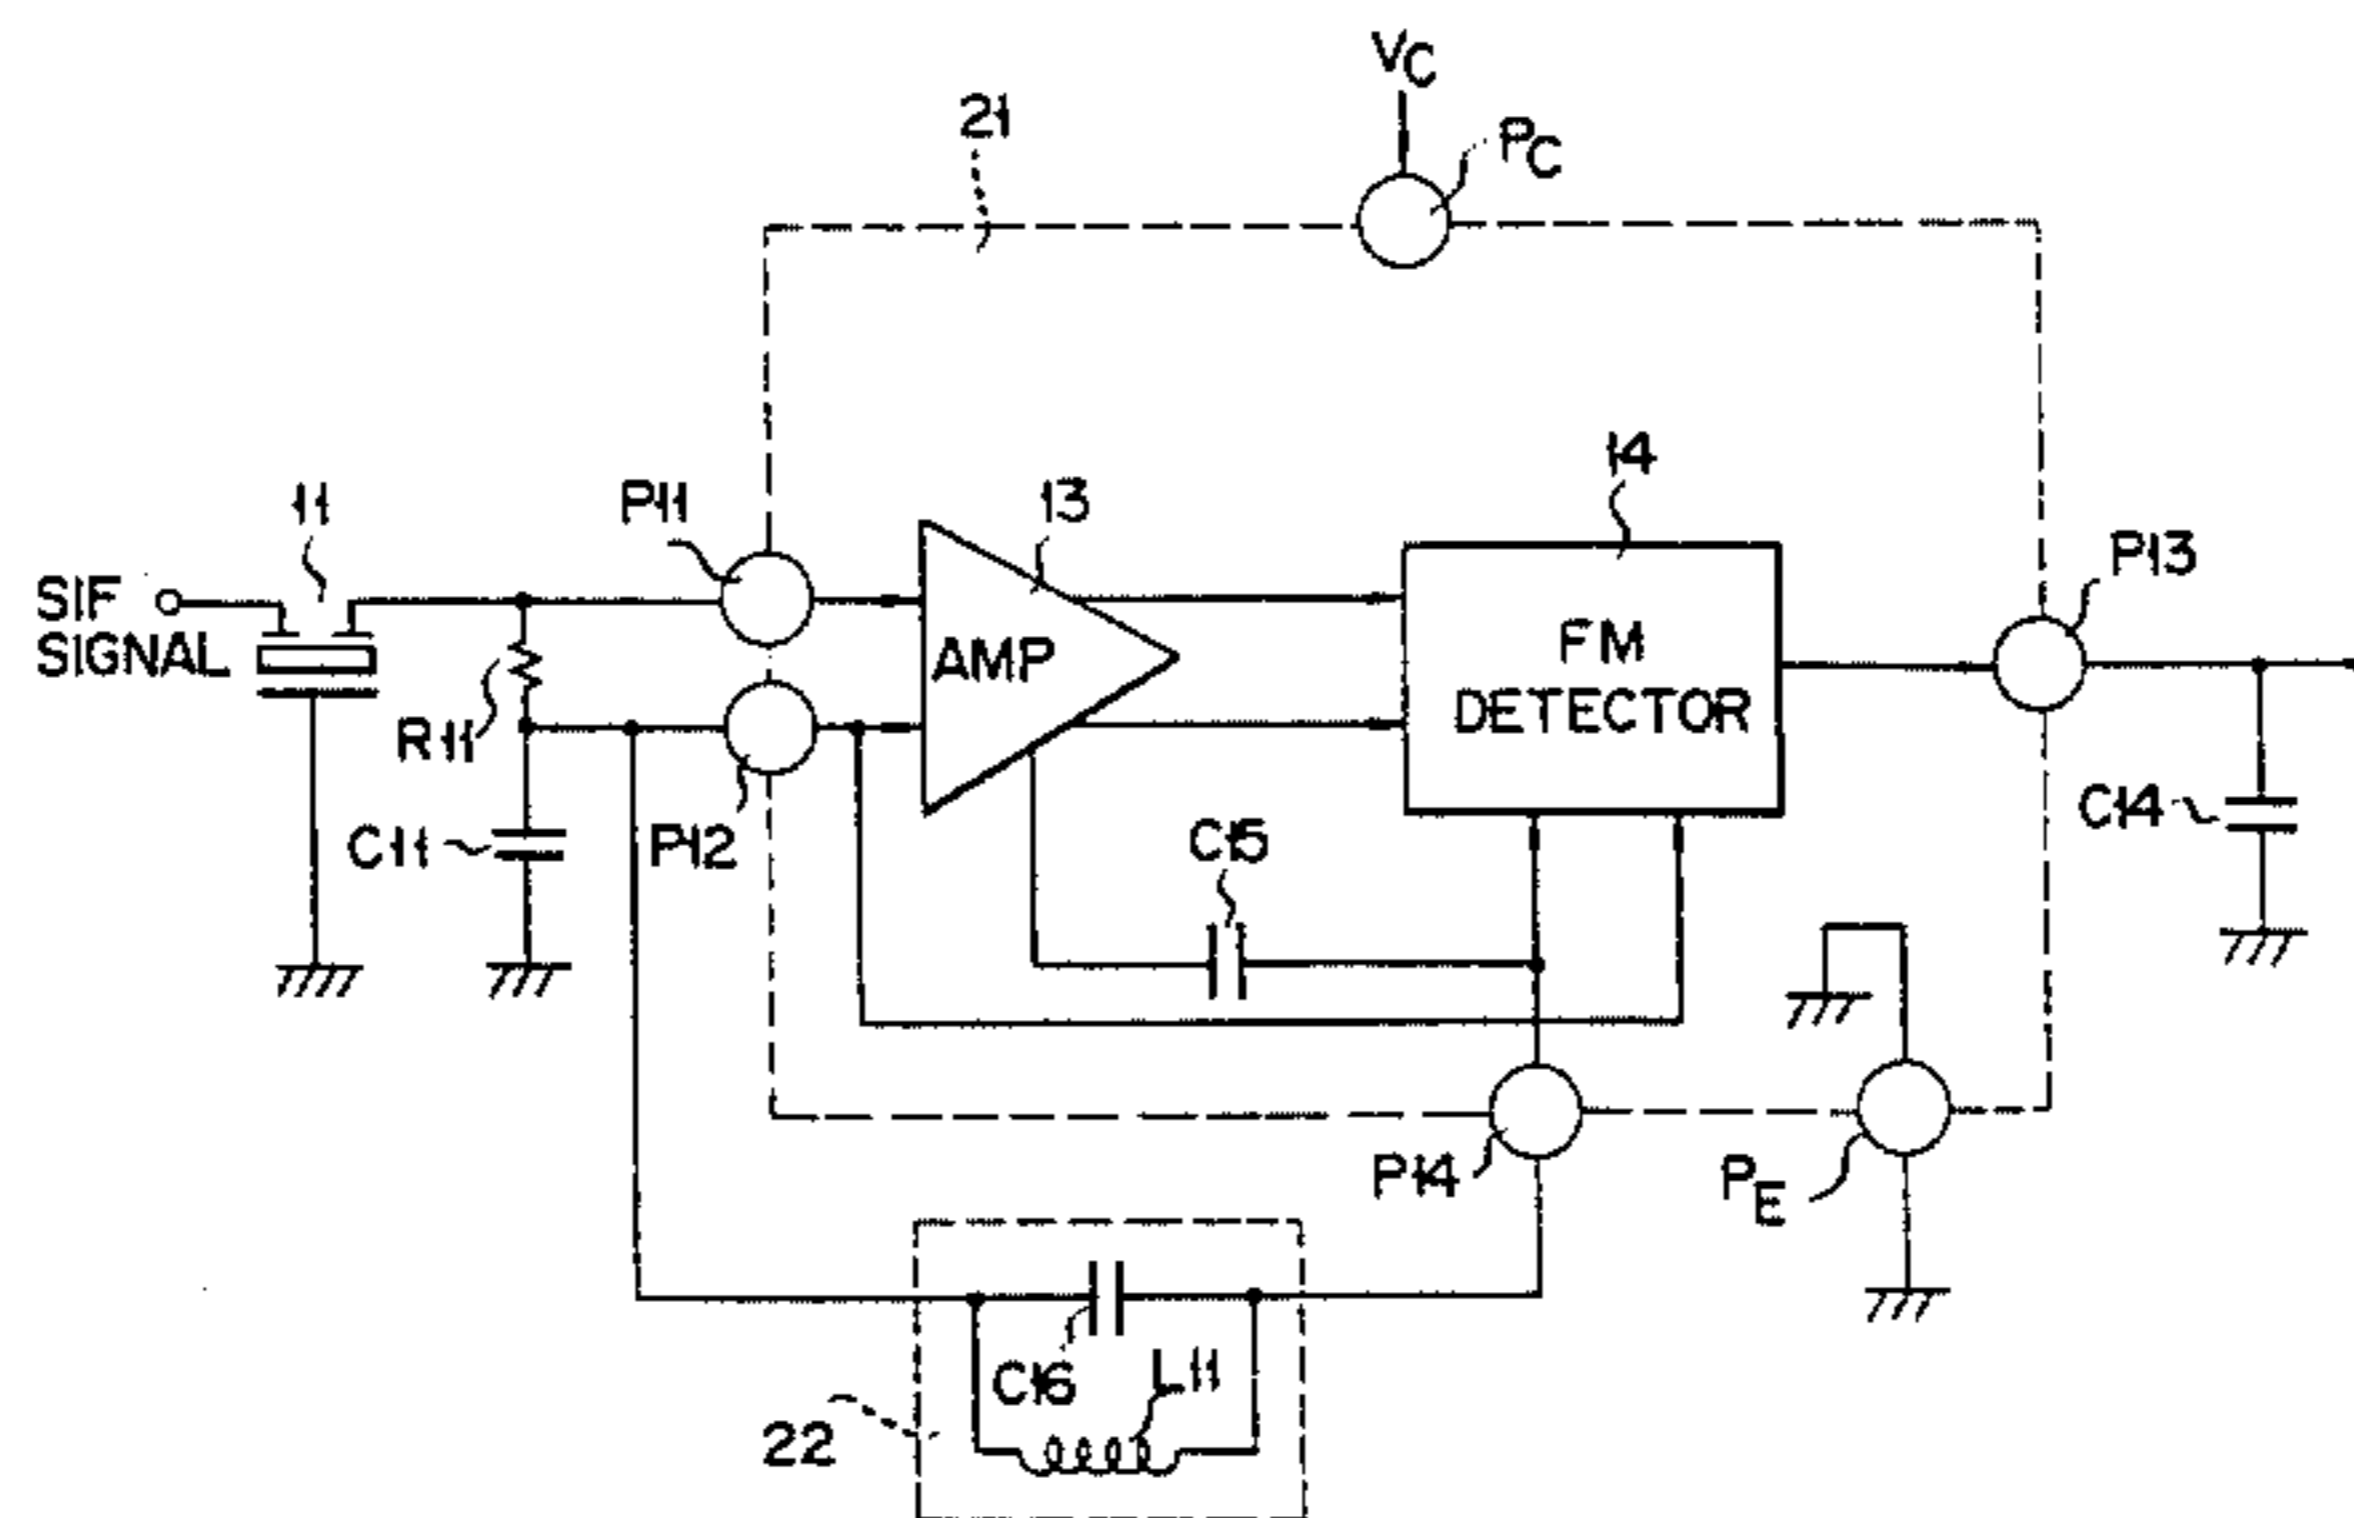 VC
21
PC
14
11
P11
13
P13
SIF
SIGNAL
AMP
FM
DETECTOR
R11
C11
P12
C15
C14
P14
PE
C16
L11
22